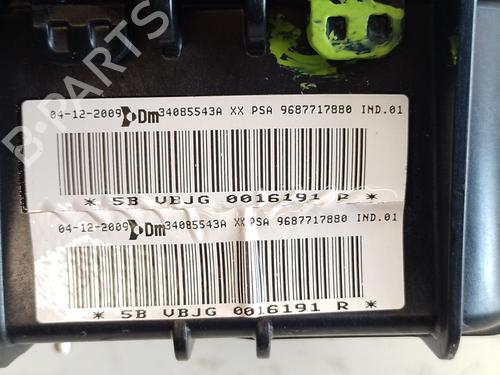 04-12-2009 Dm 34085543A XX PSA 9687717880 IND.01
* 5B VBJG 0016191 R *
04-12-2009 Dm 34085543A XX PSA 9687717880 IND.01
* 5B VBJG 0016191 R *
B-PARTS